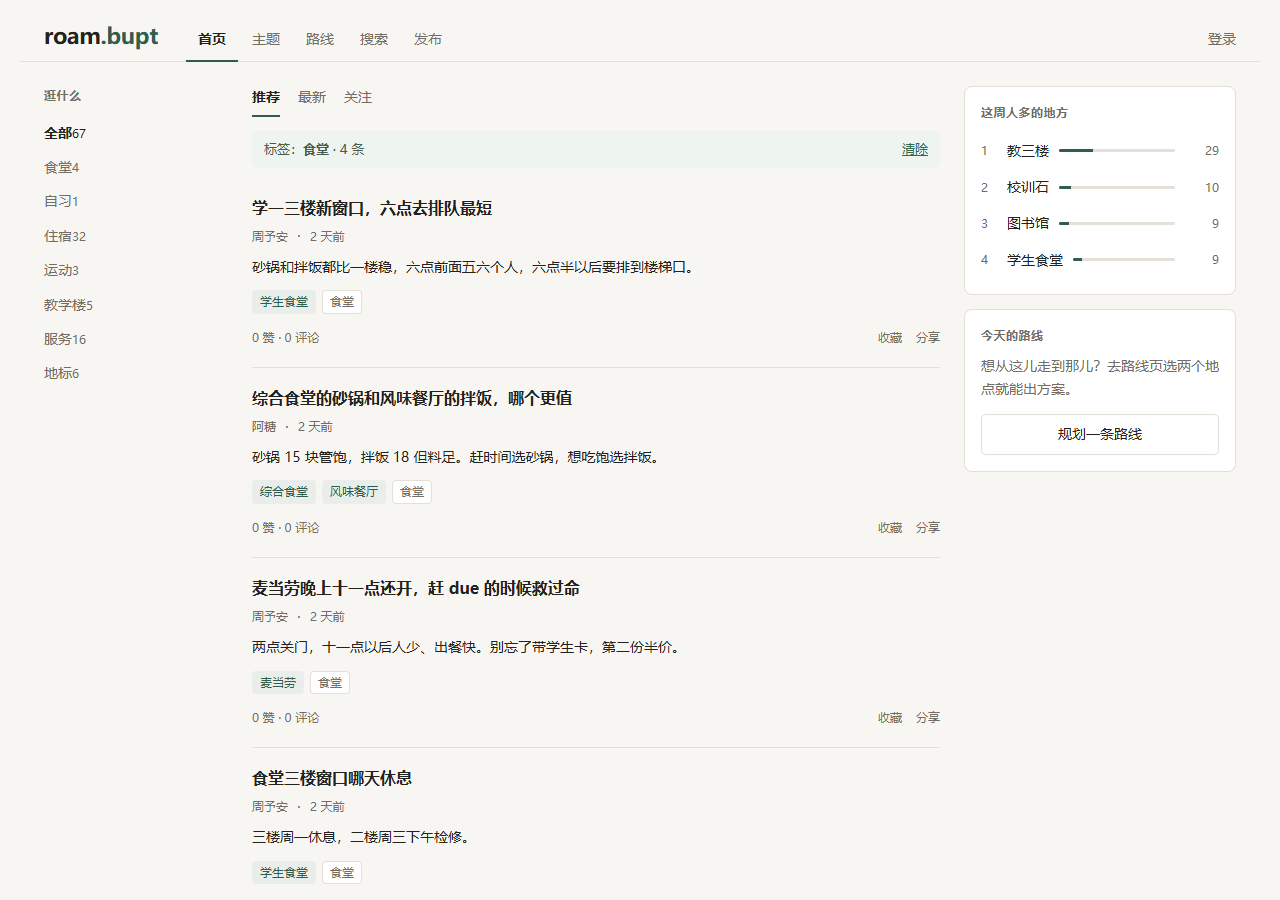 roam.bupt 首页 主题 路线 搜索 发布 登录
逛什么
全部67
食堂4
自习1
住宿32
运动3
教学楼5
服务16
地标6
推荐 最新 关注
标签：食堂 · 4 条 清除
学一三楼新窗口，六点去排队最短
周予安 · 2 天前
砂锅和拌饭都比一楼稳，六点前面五六个人，六点半以后要排到楼梯口。
学生食堂 食堂
0 赞 · 0 评论 收藏 分享
综合食堂的砂锅和风味餐厅的拌饭，哪个更值
阿糖 · 2 天前
砂锅 15 块管饱，拌饭 18 但料足。赶时间选砂锅，想吃饱选拌饭。
综合食堂 风味餐厅 食堂
0 赞 · 0 评论 收藏 分享
麦当劳晚上十一点还开，赶 due 的时候救过命
周予安 · 2 天前
两点关门，十一点以后人少、出餐快。别忘了带学生卡，第二份半价。
麦当劳 食堂
0 赞 · 0 评论 收藏 分享
食堂三楼窗口哪天休息
周予安 · 2 天前
三楼周一休息，二楼周三下午检修。
学生食堂 食堂
这周人多的地方
1 教三楼 29
2 校训石 10
3 图书馆 9
4 学生食堂 9
今天的路线
想从这儿走到那儿？去路线页选两个地
点就能出方案。
规划一条路线